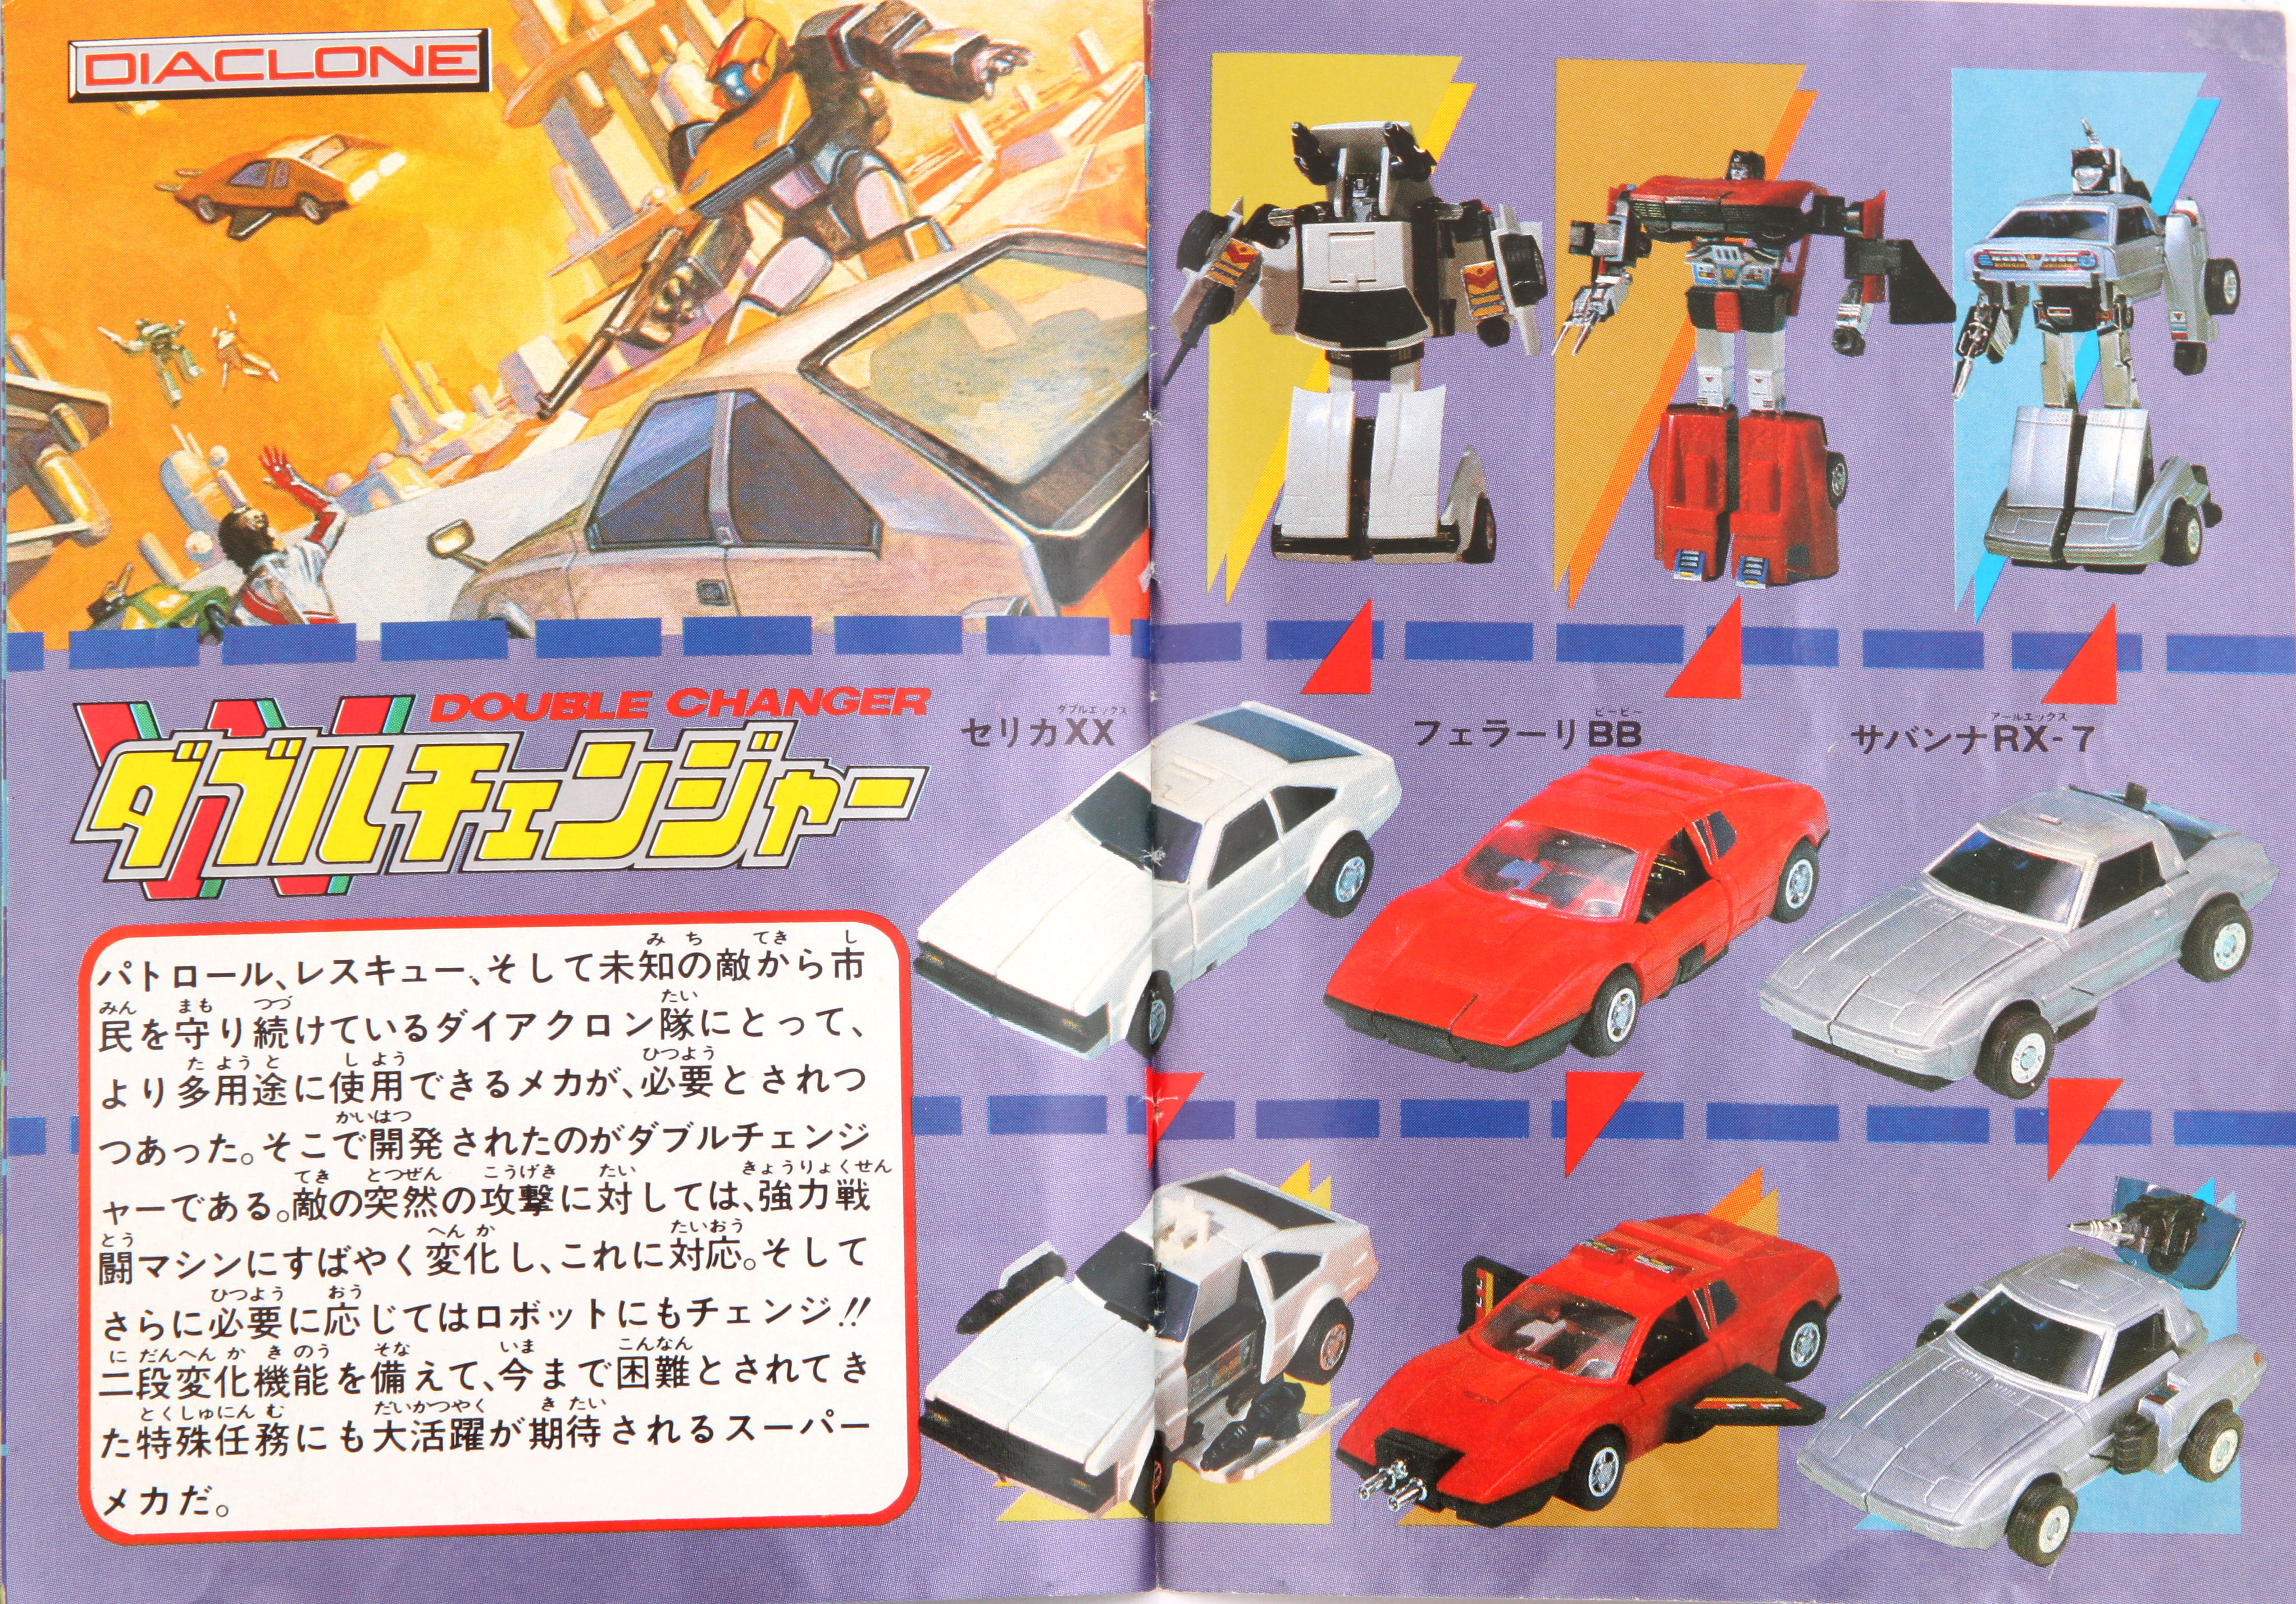 DIACLONE
DOUBLE CHANGER
ダブルチェンジャー
パトロール、レスキュー、そして未知の敵から市
民を守り続けているダイアクロン隊にとって、
より多用途に使用できるメカが、必要とされつ
つあった。そこで開発されたのがダブルチェンジ
ャーである。敵の突然の攻撃に対しては、強力戦
闘マシンにすばやく変化し、これに対応。そして
さらに必要に応じてはロボットにもチェンジ!!
二段変化機能を備えて、今まで困難とされてき
た特殊任務にも大活躍が期待されるスーパー
メカだ。
セリカXX
フェラーリBB
サバンナRX-7